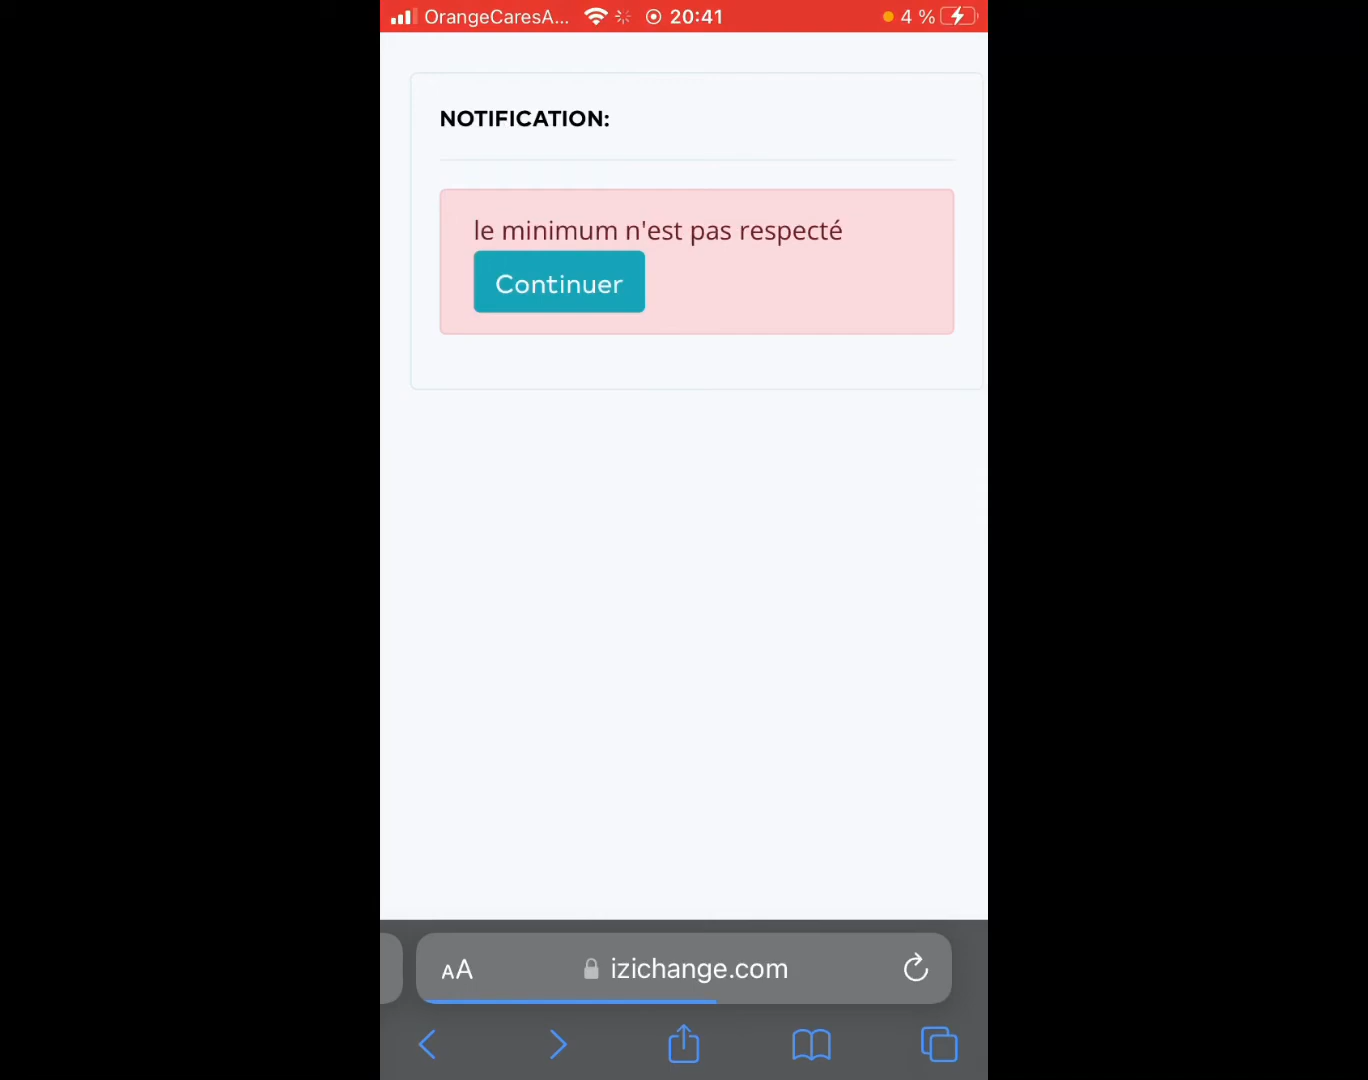 OrangeCaresA... 20:41 4 %
NOTIFICATION:
le minimum n'est pas respecté
Continuer
AA izichange.com